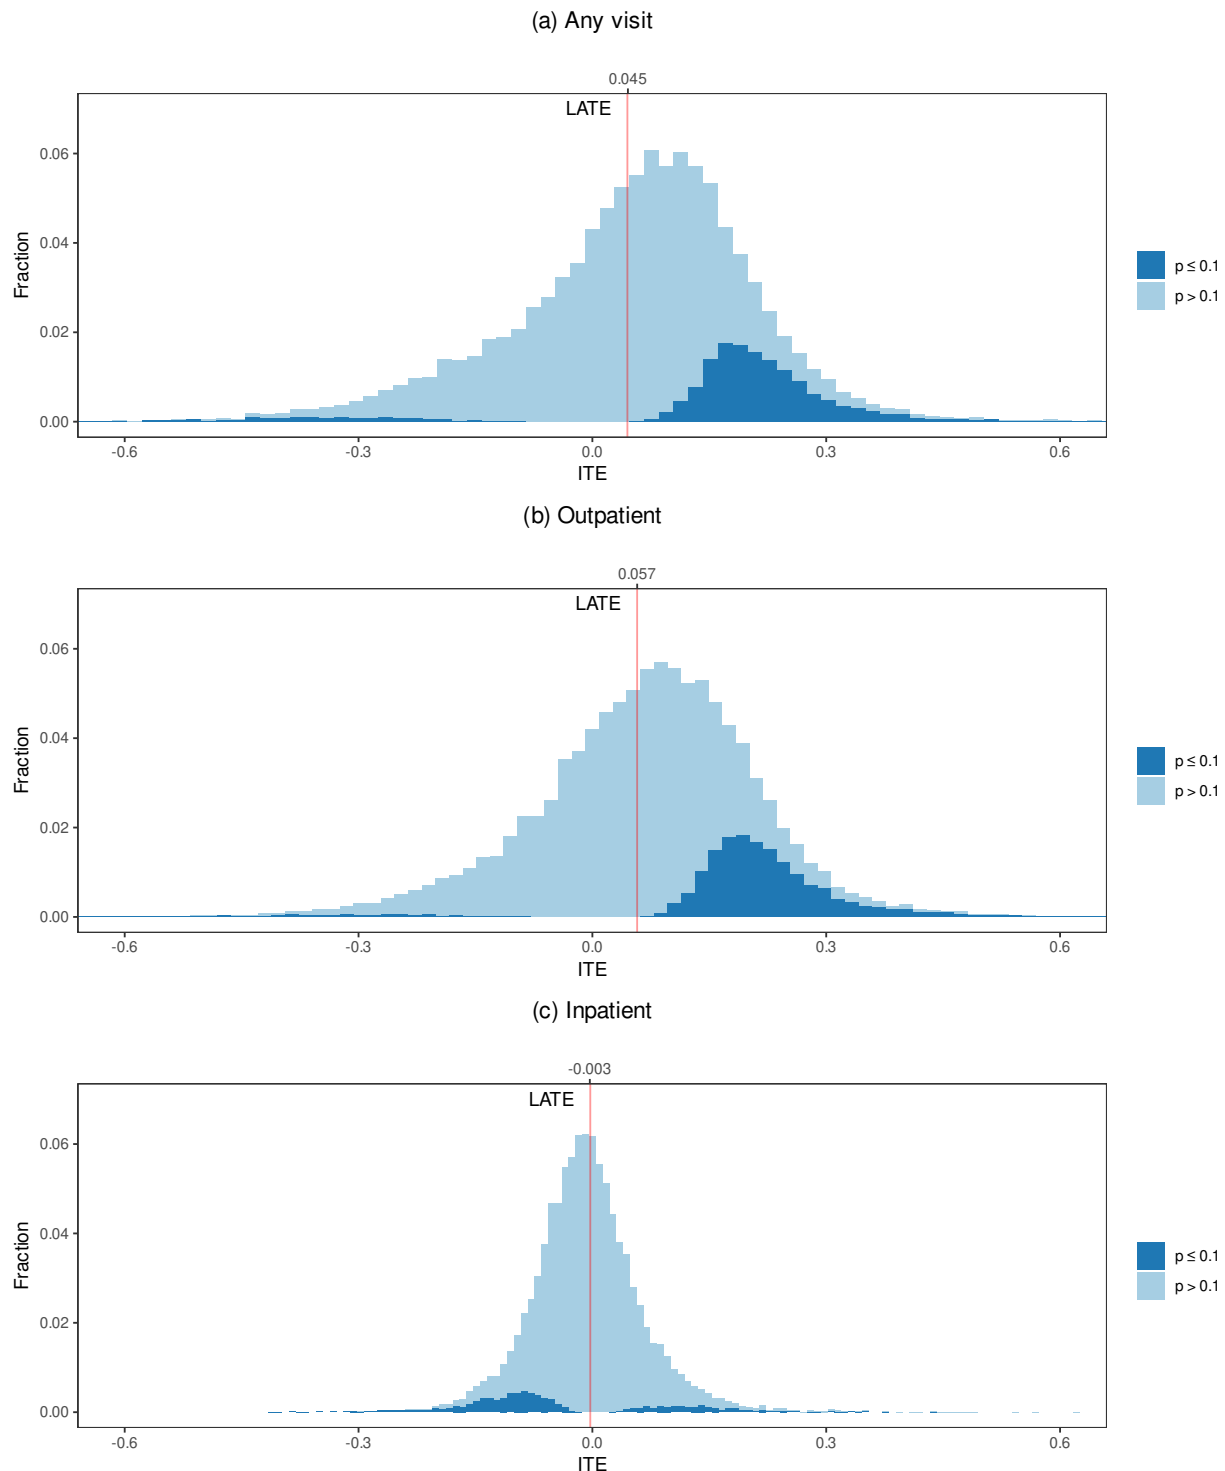 (a) Any visit
0.045
LATE
0.06
0.04
0.02
0.00
Fraction
-0.6
-0.3
0.0
0.3
0.6
ITE
p ≤ 0.1
p > 0.1
(b) Outpatient
0.057
LATE
0.06
0.04
0.02
0.00
Fraction
-0.6
-0.3
0.0
0.3
0.6
ITE
p ≤ 0.1
p > 0.1
(c) Inpatient
-0.003
LATE
0.06
0.04
0.02
0.00
Fraction
-0.6
-0.3
0.0
0.3
0.6
ITE
p ≤ 0.1
p > 0.1